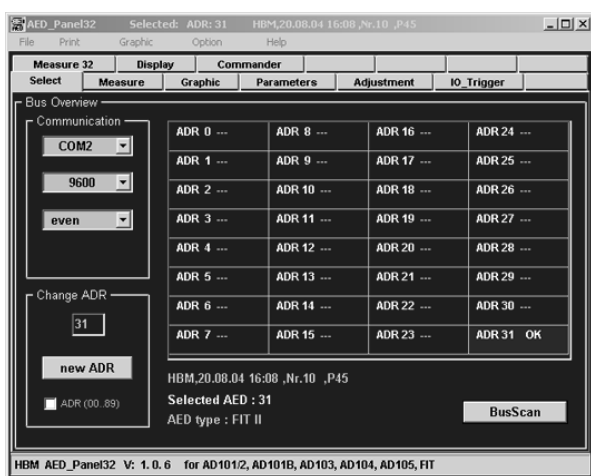 AED_Panel32 Selected: ADR: 31 HBM,20.08.04 16:08 ,Nr.10 ,P45
File Print Graphic Option Help
Measure 32 Display Commander
Select Measure Graphic Parameters Adjustment IO_Trigger
Bus Overview
Communication
COM2
9600
even
ADR 0 --- ADR 8 --- ADR 16 --- ADR 24 ---
ADR 1 --- ADR 9 --- ADR 17 --- ADR 25 ---
ADR 2 --- ADR 10 --- ADR 18 --- ADR 26 ---
ADR 3 --- ADR 11 --- ADR 19 --- ADR 27 ---
ADR 4 --- ADR 12 --- ADR 20 --- ADR 28 ---
ADR 5 --- ADR 13 --- ADR 21 --- ADR 29 ---
ADR 6 --- ADR 14 --- ADR 22 --- ADR 30 ---
ADR 7 --- ADR 15 --- ADR 23 --- ADR 31 OK
Change ADR
31
new ADR
ADR (00..89)
HBM,20.08.04 16:08 ,Nr.10 ,P45
Selected AED : 31
AED type : FIT II
BusScan
HBM AED_Panel32 V: 1. 0. 6 for AD101/2, AD101B, AD103, AD104, AD105, FIT